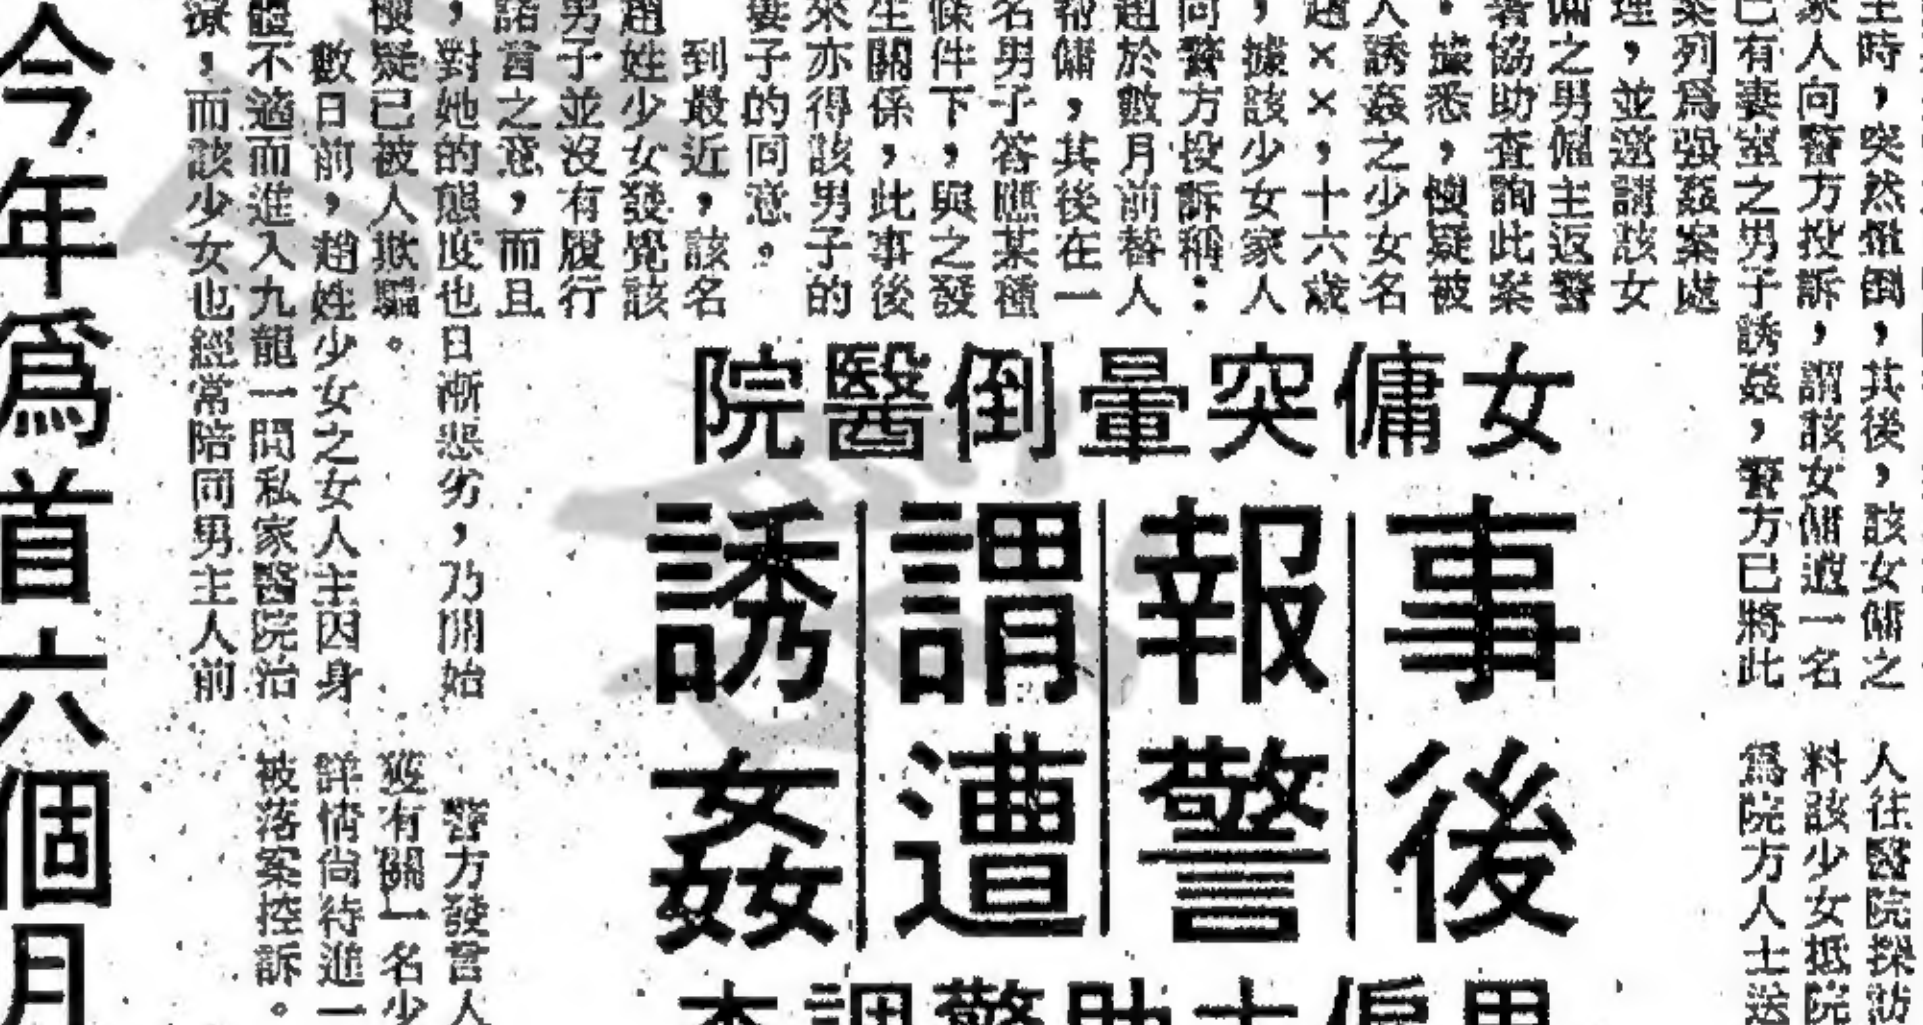 女傭突暈倒醫院
事後
報警
謂遭
誘姦
男僱主助警調查
主時，突然暈倒，其後，該女傭之
家人向警方投訴，謂該女傭遭一名
已有妻室之男子誘姦，警方已將此
案列爲强姦案處
理，並邀請該女
傭之男僱主返警
署協助查詢此案
。據悉，懷疑被
人誘姦之少女名
趙××，十六歲
，據該少女家人
向警方投訴稱：
趙於數月前替人
幫傭，其後在一
名男子答應某種
條件下，與之發
生關係，此事後
來亦得該男子的
妻子的同意。
到最近，該名
趙姓少女發覺該
男子並沒有履行
諾言之意，而且
，對她的態度也日漸惡劣，乃開始
懷疑已被人欺騙。
數日前，趙姓少女之女人主因身
體不適而進入九龍一間私家醫院治
療，而該少女也經常陪同男主人前
人往醫院探訪
料該少女抵院
爲院方人士送
警方發言人
獲有關一名少
詳情尚待進一
被落案控訴。
今年爲首六個月